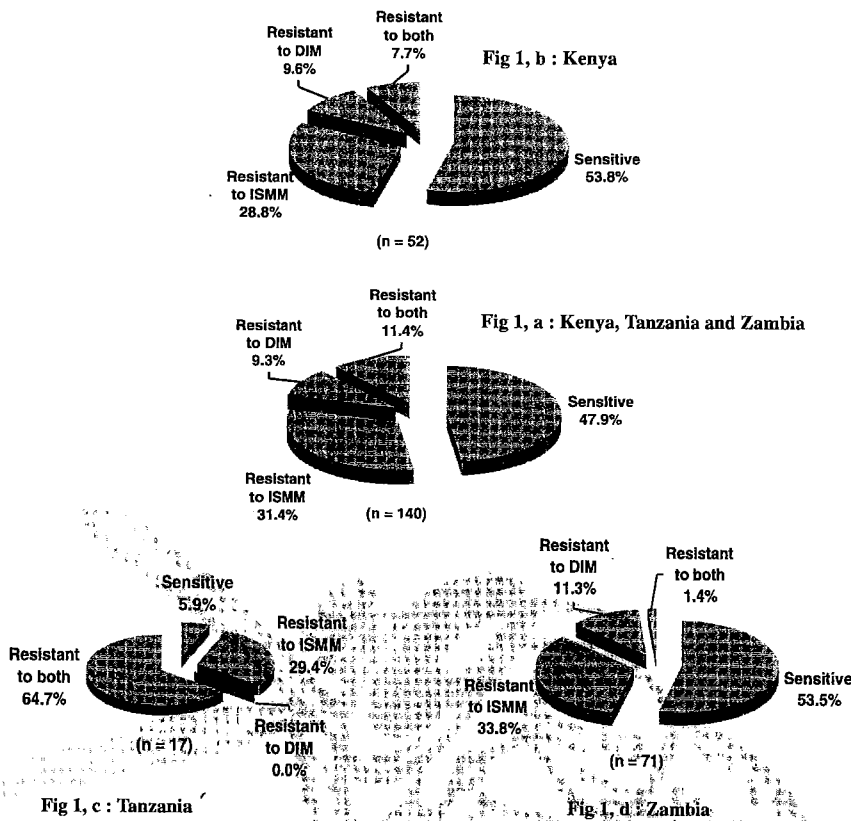 Resistant
to DIM
9.6%
Resistant
to both
7.7%
Fig 1, b : Kenya
Sensitive
53.8%
Resistant
to ISMM
28.8%
(n = 52)
Resistant
to both
11.4%
Fig 1, a : Kenya, Tanzania and Zambia
Resistant
to DIM
9.3%
Sensitive
47.9%
Resistant
to ISMM
31.4%
(n = 140)
Sensitive
5.9%
Resistant
to ISMM
29.4%
Resistant
to both
64.7%
Resistant
to DIM
0.0%
(n = 17)
Fig 1, c : Tanzania
Resistant
to DIM
11.3%
Resistant
to both
1.4%
Resistant
to ISMM
33.8%
Sensitive
53.5%
(n = 71)
Fig 1, d : Zambia